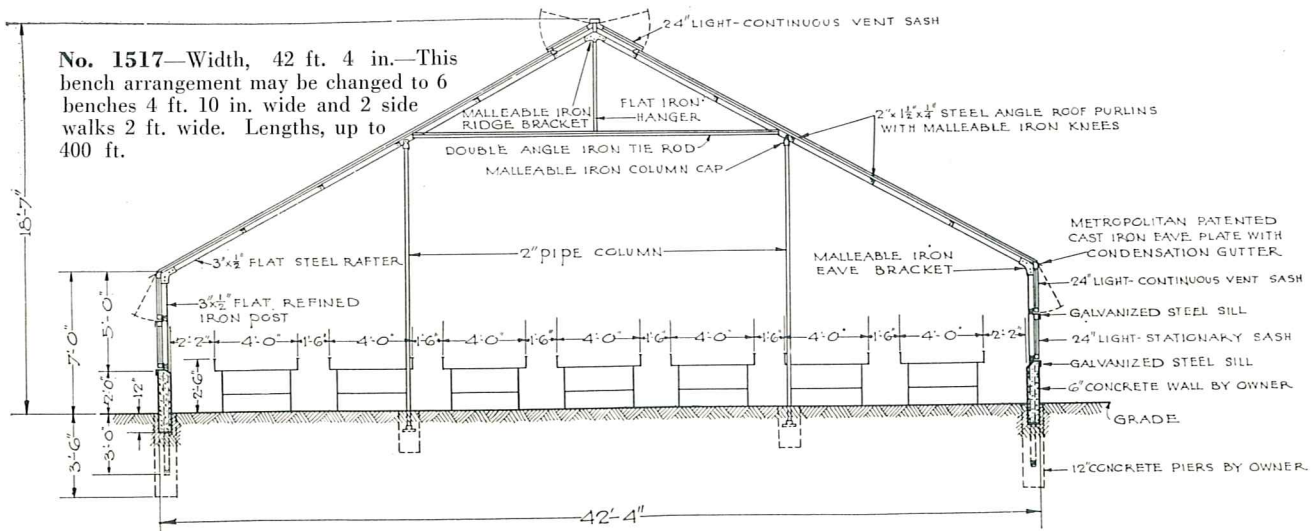 24" LIGHT-CONTINUOUS VENT SASH
No. 1517—Width, 42 ft. 4 in.—This
bench arrangement may be changed to 6
benches 4 ft. 10 in. wide and 2 side
walks 2 ft. wide. Lengths, up to
400 ft.
MALLEABLE IRON
RIDGE BRACKET
FLAT IRON
HANGER
2" x 1½" x ¼" STEEL ANGLE ROOF PURLINS
WITH MALLEABLE IRON KNEES
DOUBLE ANGLE IRON TIE ROD
MALLEABLE IRON COLUMN CAP
18'-7"
METROPOLITAN PATENTED
CAST IRON EAVE PLATE WITH
CONDENSATION GUTTER
3" x ½" FLAT STEEL RAFTER
2" PIPE COLUMN
MALLEABLE IRON
EAVE BRACKET
24" LIGHT-CONTINUOUS VENT SASH
3" x ½" FLAT REFINED
IRON POST
GALVANIZED STEEL SILL
7'-0"
5'-0"
2'-2" 4'-0" 1'-6" 4'-0" 1'-6" 4'-0" 1'-6" 4'-0" 1'-6" 4'-0" 1'-6" 4'-0" 1'-6" 4'-0" 2'-2"
24" LIGHT-STATIONARY SASH
GALVANIZED STEEL SILL
2'-0"
12"
2'-6"
6" CONCRETE WALL BY OWNER
GRADE
3'-6"
3'-0"
12" CONCRETE PIERS BY OWNER
42'-4"